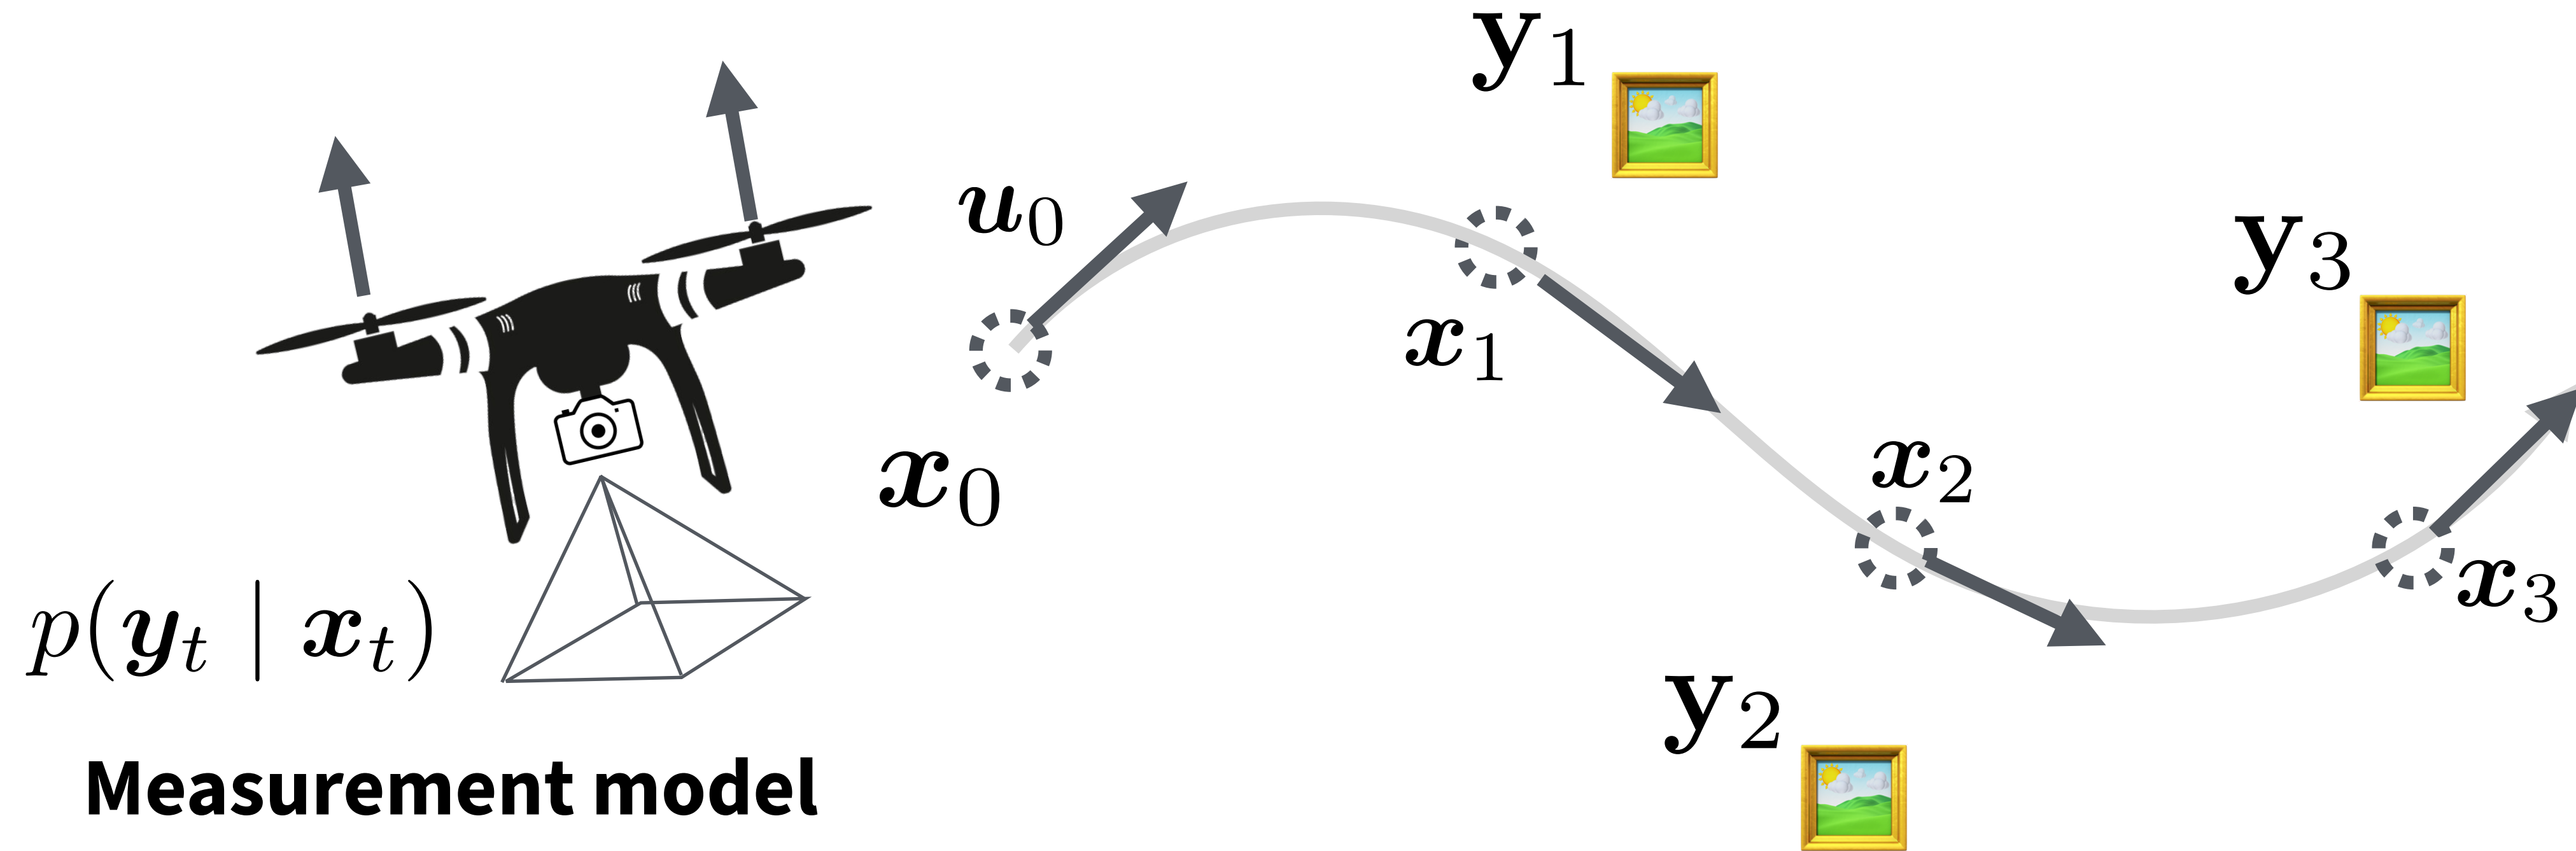 y₁
u₀
y₃
x₁
x₀
x₂
x₃
p(yₜ | xₜ)
y₂
Measurement model